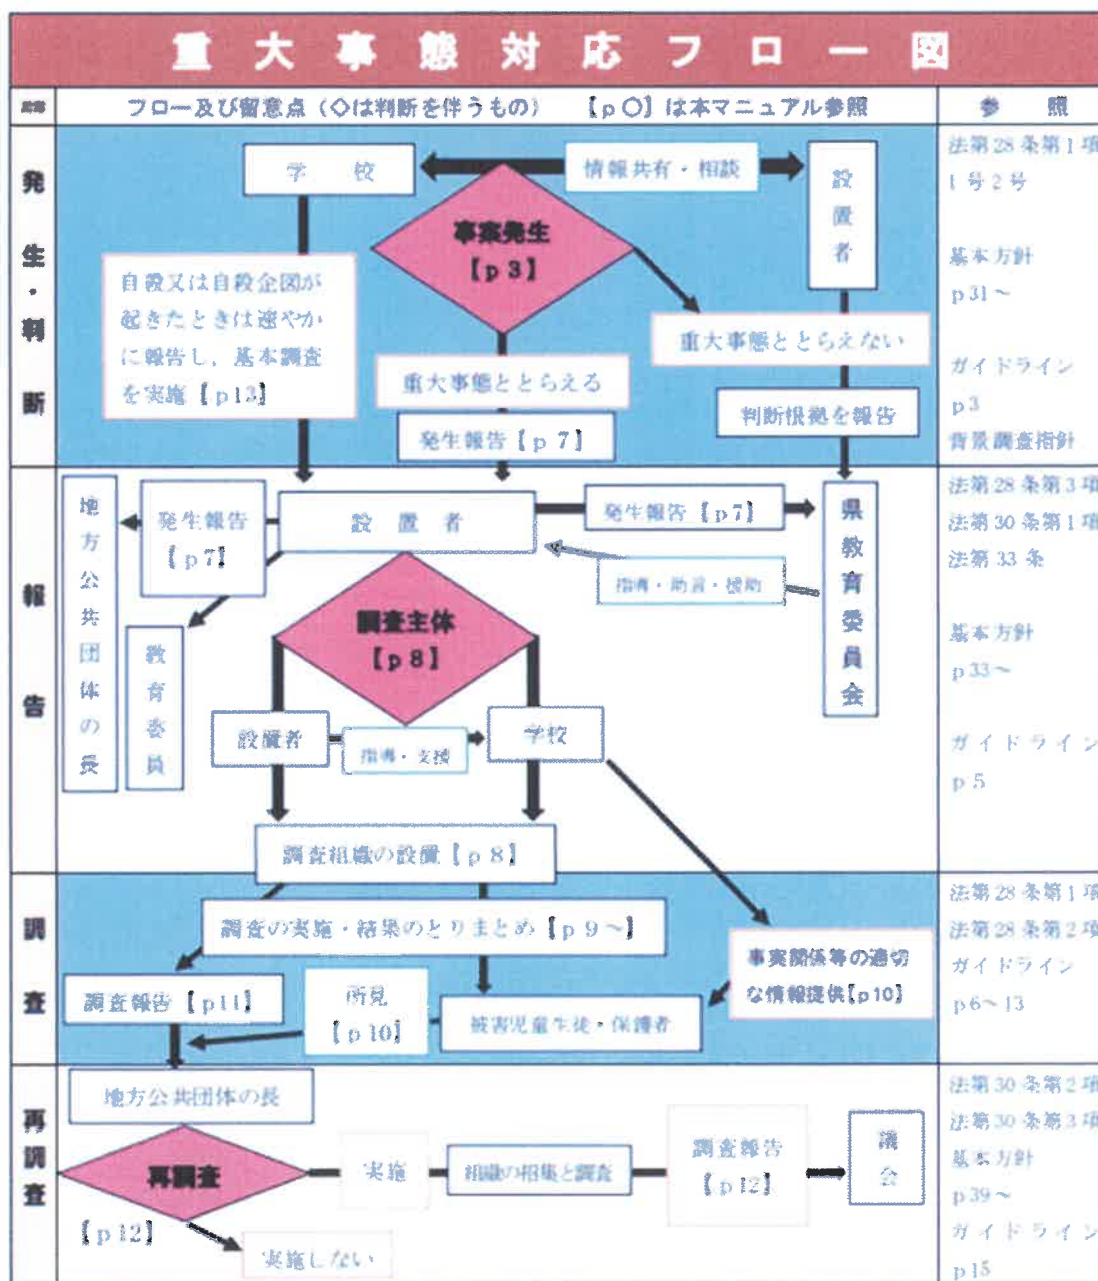 重大事態対応フロー図
フロー及び留意点(◇は判断を伴うもの) 【p○】は本マニュアル参照
参照
発生・判断
学校
情報共有・相談
設置者
事案発生
【p3】
自殺又は自殺企図が
起きたときは速やか
に報告し、基本調査
を実施【p13】
重大事態ととらえない
重大事態ととらえる
判断根拠を報告
発生報告【p7】
法第28条第1項
1号2号
基本方針
p31~
ガイドライン
p3
背景調査指針
報告
地方公共団体の長
発生報告
【p7】
設置者
発生報告【p7】
県教育委員会
指導・助言・援助
教育委員
調査主体
【p8】
設置者
指導・支援
学校
調査組織の設置【p8】
法第28条第3項
法第30条第1項
法第33条
基本方針
p33~
ガイドライン
p5
調査
調査の実施・結果のとりまとめ【p9~】
事実関係等の適切
な情報提供【p10】
調査報告【p11】
所見
【p10】
被害児童生徒・保護者
法第28条第1項
法第28条第2項
ガイドライン
p6~13
再調査
地方公共団体の長
再調査
【p12】
実施
組織の招集と調査
調査報告
【p12】
議会
実施しない
法第30条第2項
法第30条第3項
基本方針
p39~
ガイドライン
p15